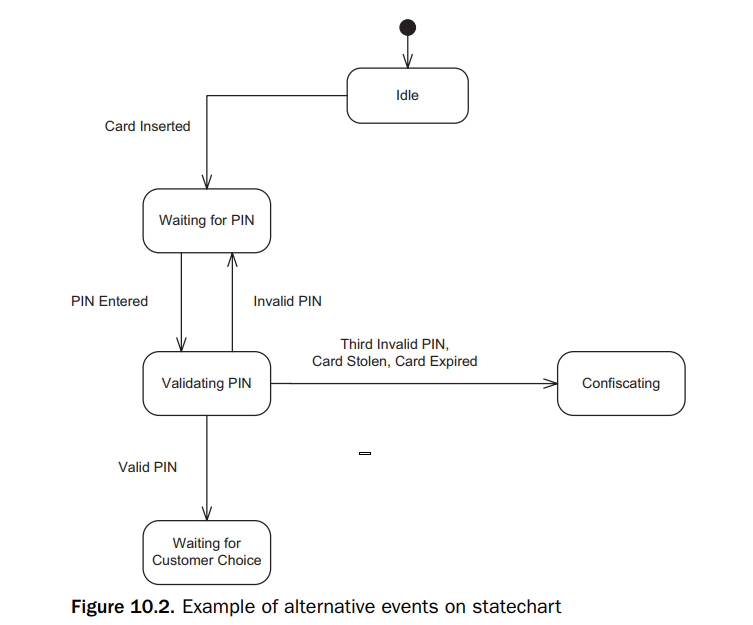 Idle
Card Inserted
Waiting for PIN
PIN Entered
Invalid PIN
Third Invalid PIN,
Card Stolen, Card Expired
Validating PIN
Confiscating
Valid PIN
Waiting for
Customer Choice
Figure 10.2. Example of alternative events on statechart